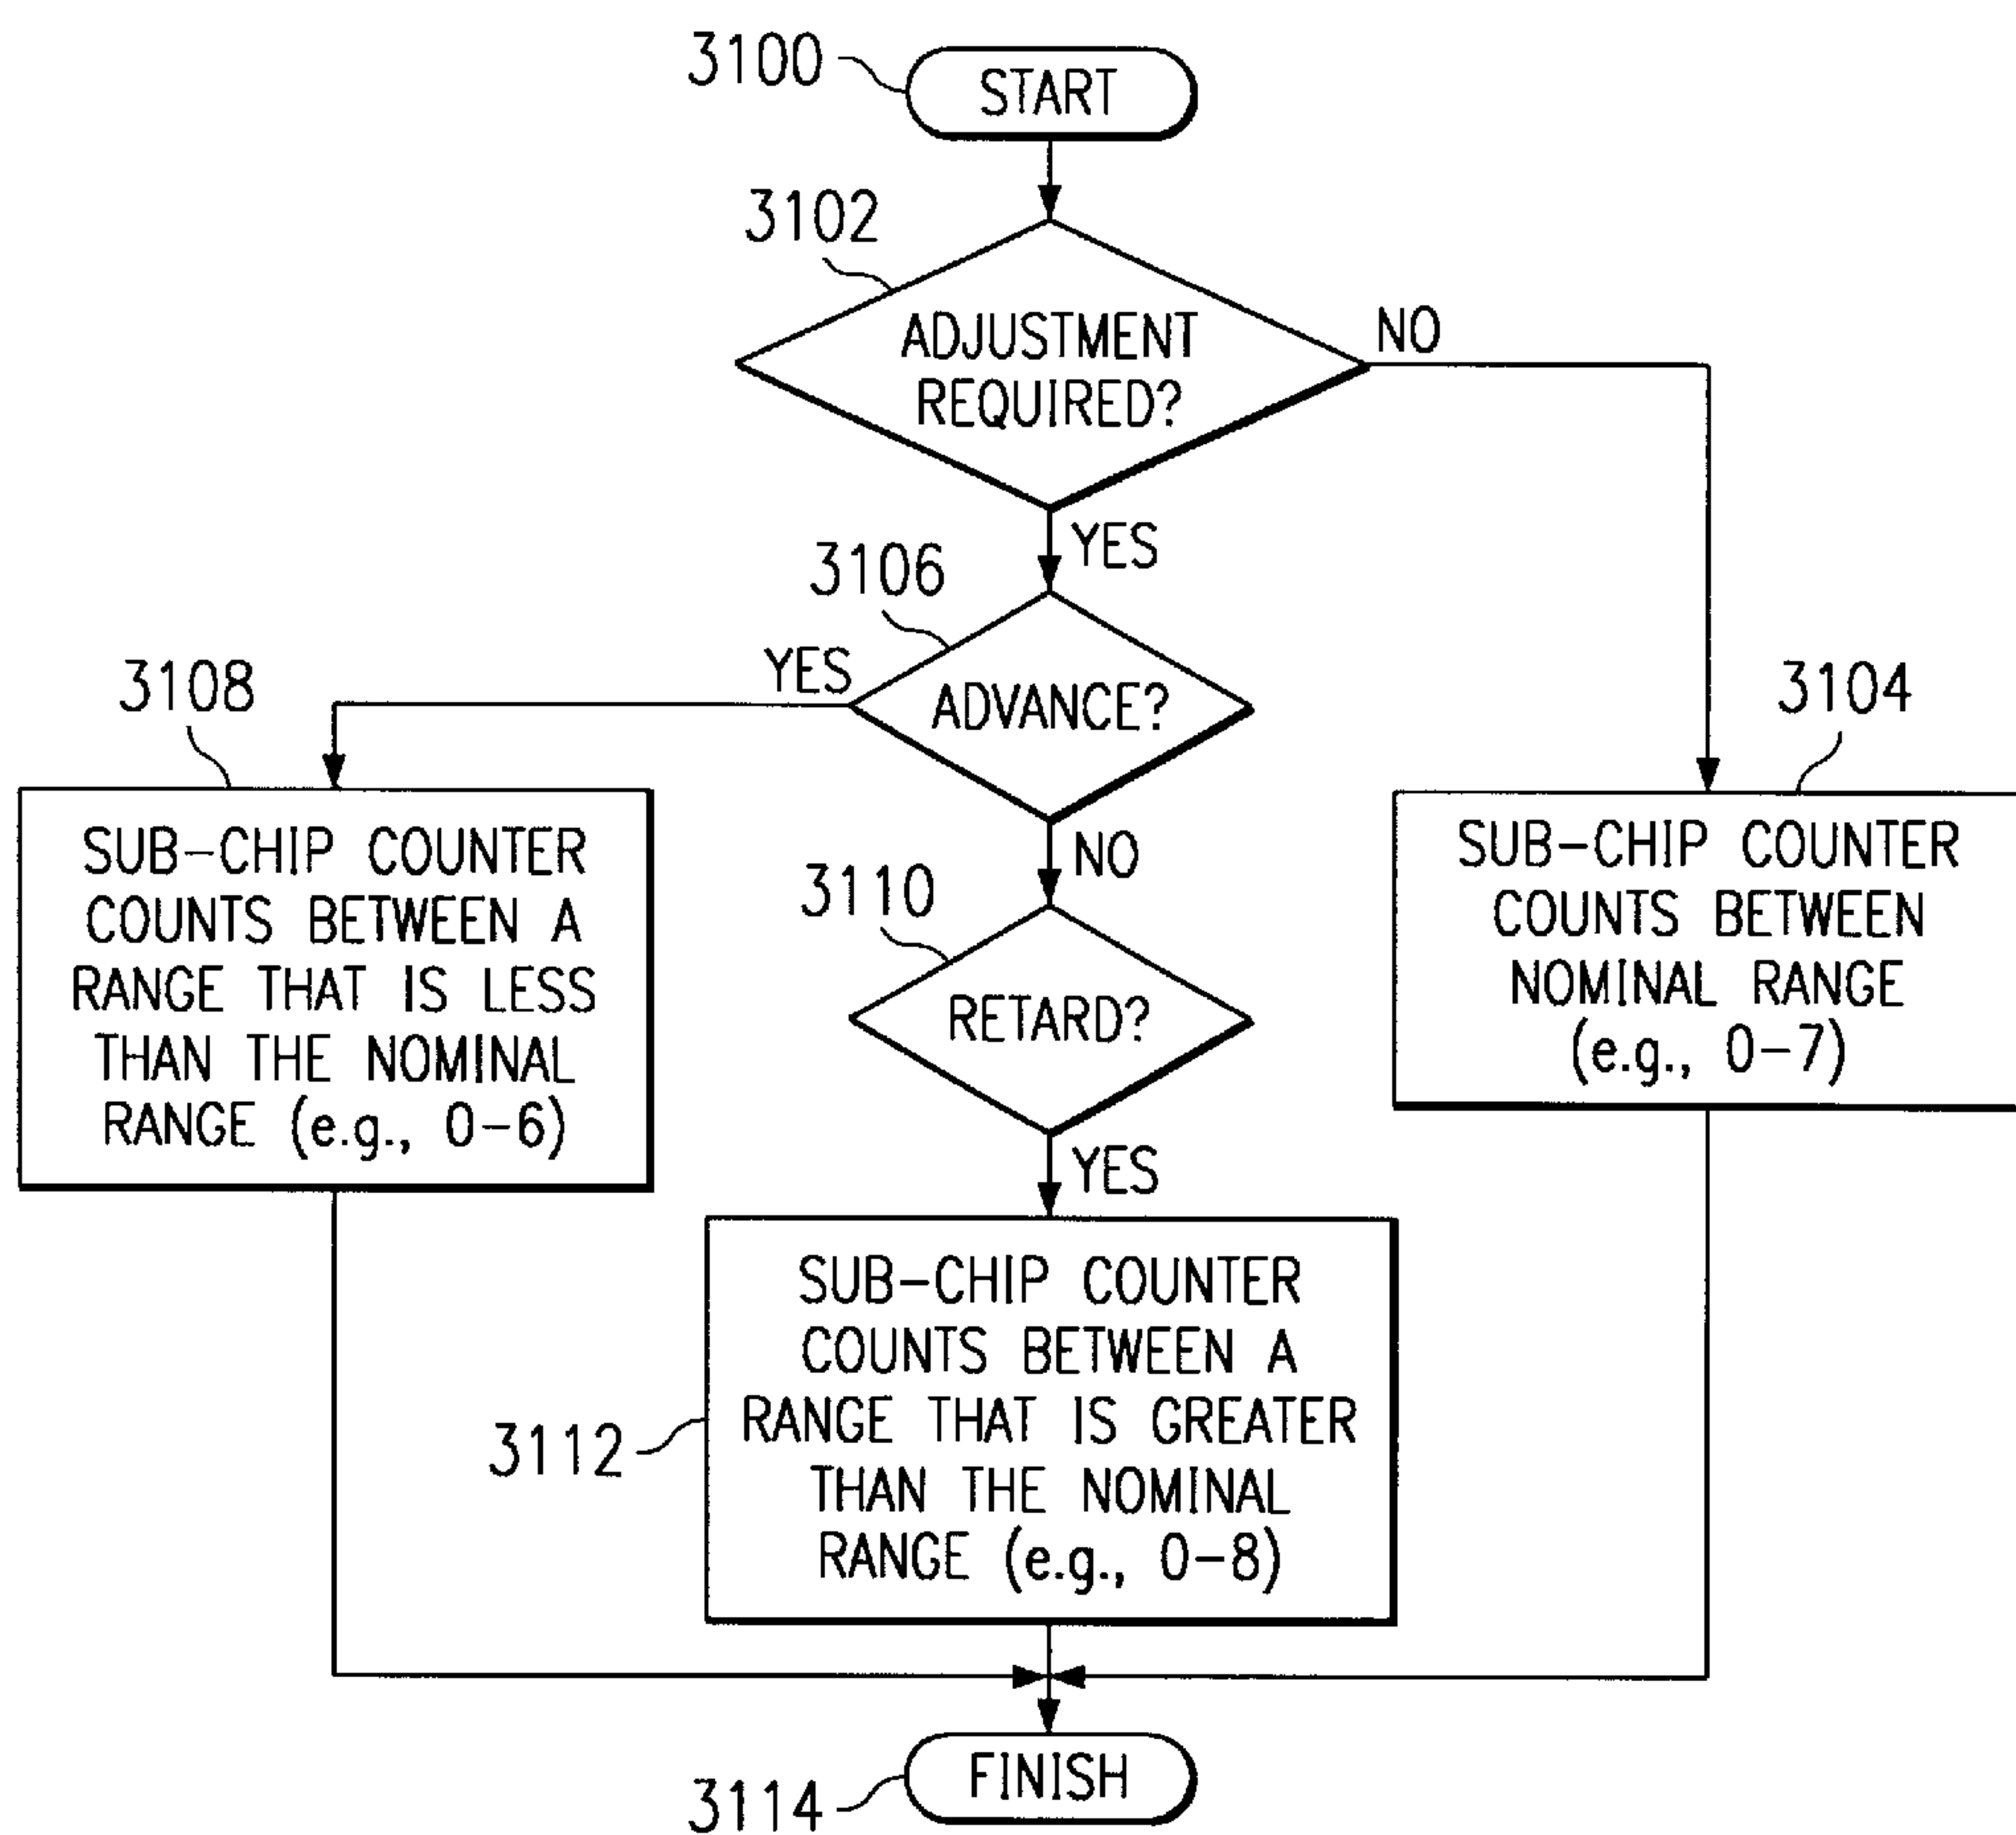 3100
START
3102
ADJUSTMENT
REQUIRED?
NO
YES
3106
YES
ADVANCE?
3108
3104
SUB-CHIP COUNTER
COUNTS BETWEEN A
RANGE THAT IS LESS
THAN THE NOMINAL
RANGE (e.g., 0-6)
SUB-CHIP COUNTER
COUNTS BETWEEN
NOMINAL RANGE
(e.g., 0-7)
NO
3110
RETARD?
YES
SUB-CHIP COUNTER
COUNTS BETWEEN A
RANGE THAT IS GREATER
THAN THE NOMINAL
RANGE (e.g., 0-8)
3112
FINISH
3114